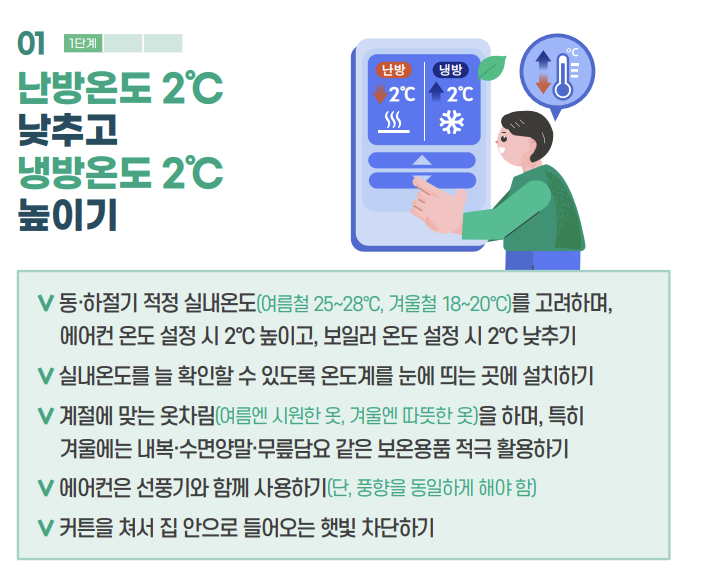 01 1단계
난방온도 2℃
낮추고
냉방온도 2℃
높이기
난방 냉방
2℃ 2℃
℃
V 동·하절기 적정 실내온도(여름철 25~28℃, 겨울철 18~20℃)를 고려하며,
에어컨 온도 설정 시 2℃ 높이고, 보일러 온도 설정 시 2℃ 낮추기
V 실내온도를 늘 확인할 수 있도록 온도계를 눈에 띄는 곳에 설치하기
V 계절에 맞는 옷차림(여름엔 시원한 옷, 겨울엔 따뜻한 옷)을 하며, 특히
겨울에는 내복·수면양말·무릎담요 같은 보온용품 적극 활용하기
V 에어컨은 선풍기와 함께 사용하기(단, 풍향을 동일하게 해야 함)
V 커튼을 쳐서 집 안으로 들어오는 햇빛 차단하기